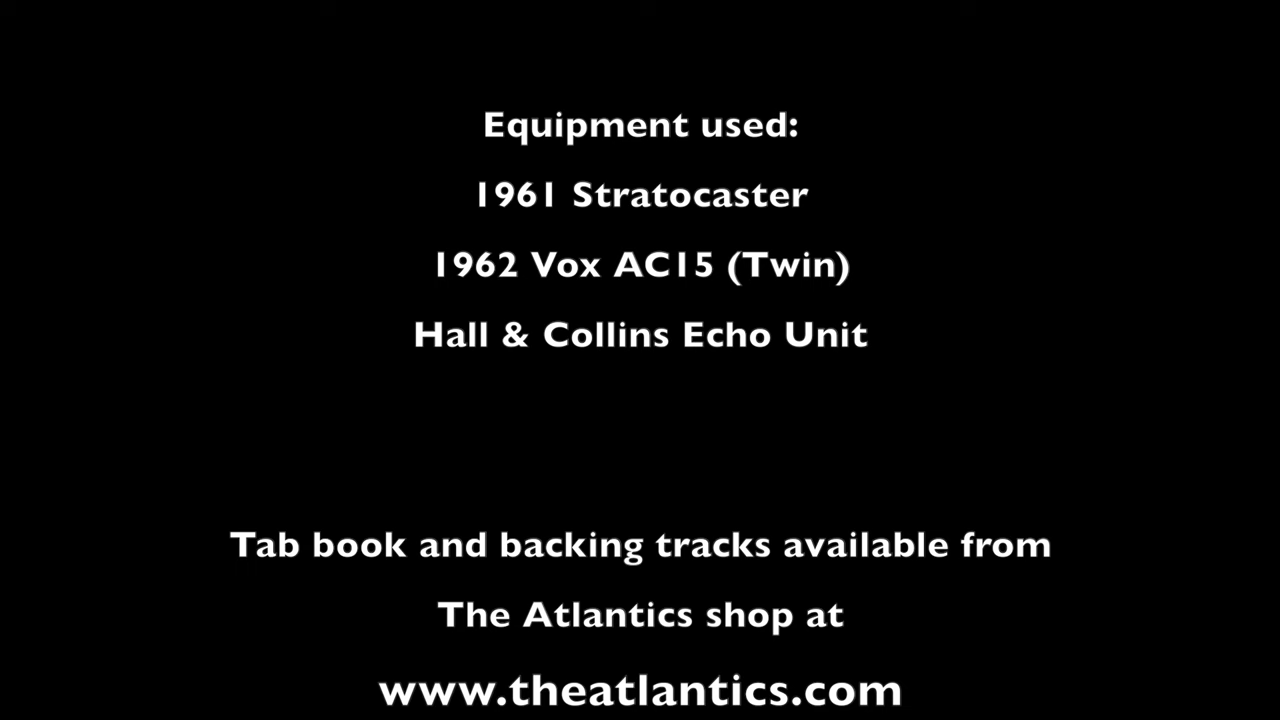 Equipment used:
1961 Stratocaster
1962 Vox AC15 (Twin)
Hall & Collins Echo Unit
Tab book and backing tracks available from
The Atlantics shop at
www.theatlantics.com